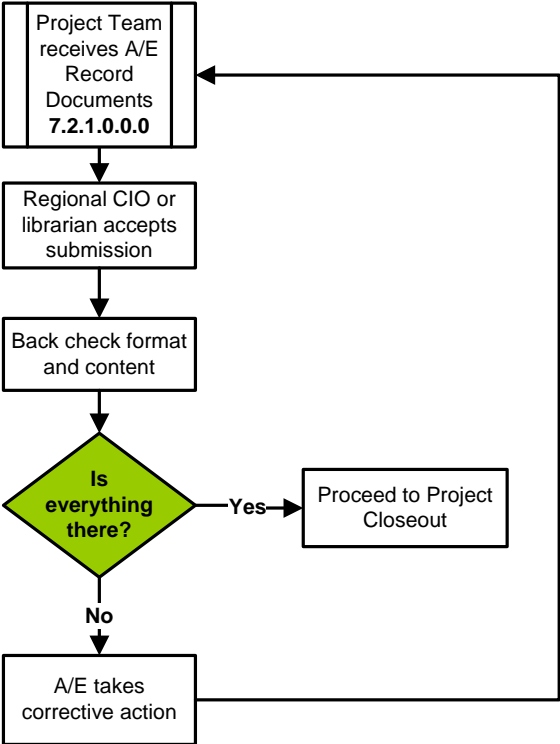 Project Team
receives A/E
Record
Documents
7.2.1.0.0.0
Regional CIO or
librarian accepts
submission
Back check format
and content
Is
everything
there?
Yes
Proceed to Project
Closeout
No
A/E takes
corrective action